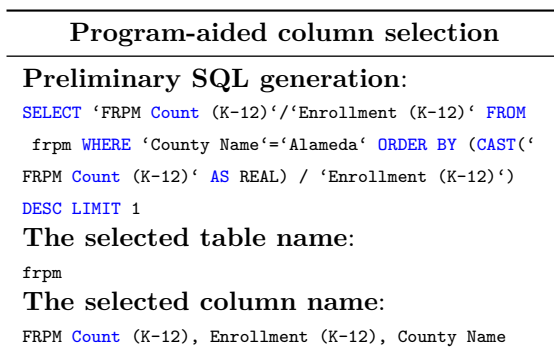 Program-aided column selection
Preliminary SQL generation:
SELECT ‘FRPM Count (K-12)‘/‘Enrollment (K-12)‘ FROM
frpm WHERE ‘County Name‘=‘Alameda‘ ORDER BY (CAST(‘
FRPM Count (K-12)‘ AS REAL) / ‘Enrollment (K-12)‘)
DESC LIMIT 1
The selected table name:
frpm
The selected column name:
FRPM Count (K-12), Enrollment (K-12), County Name